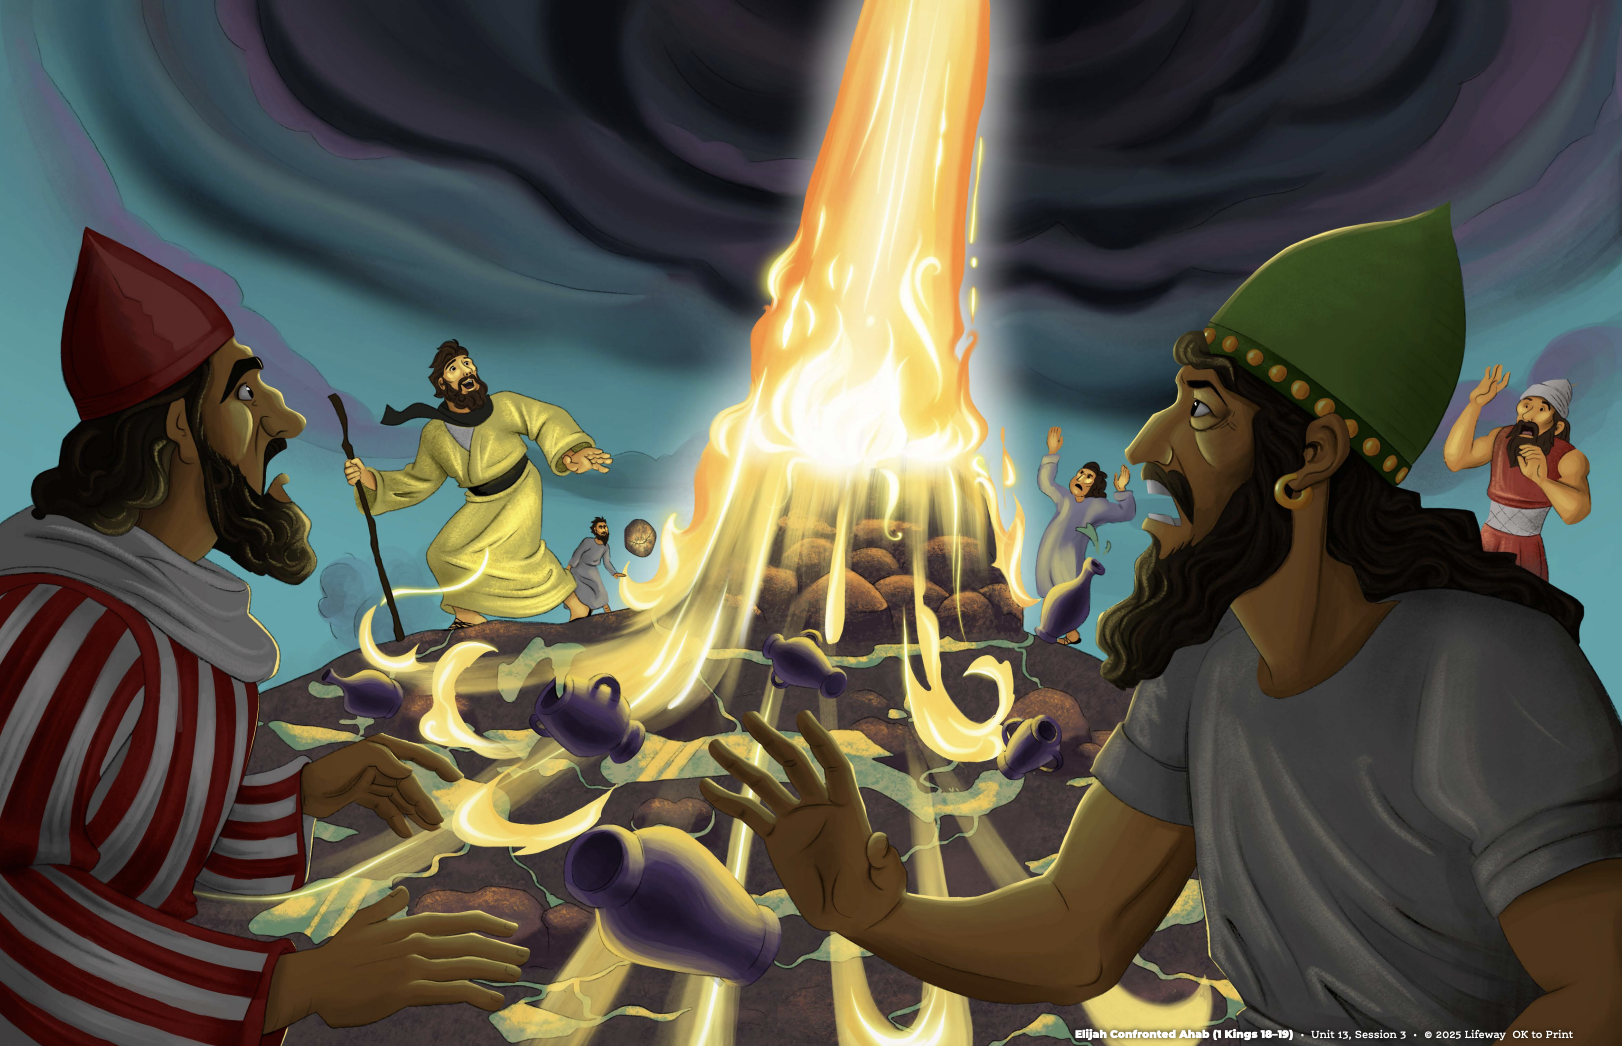 Elijah Confronted Ahab (1 Kings 18–19) • Unit 13, Session 3 • © 2025 Lifeway OK to Print